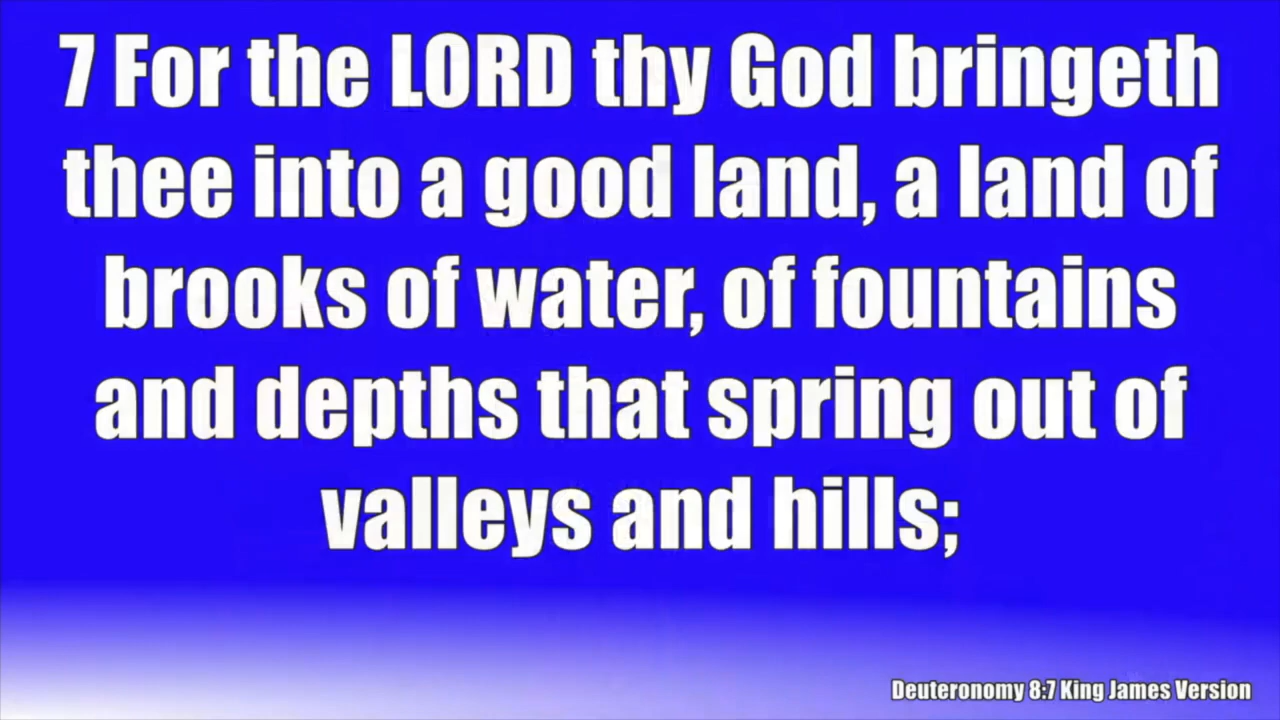 7 For the LORD thy God bringeth
thee into a good land, a land of
brooks of water, of fountains
and depths that spring out of
valleys and hills;
Deuteronomy 8:7 King James Version